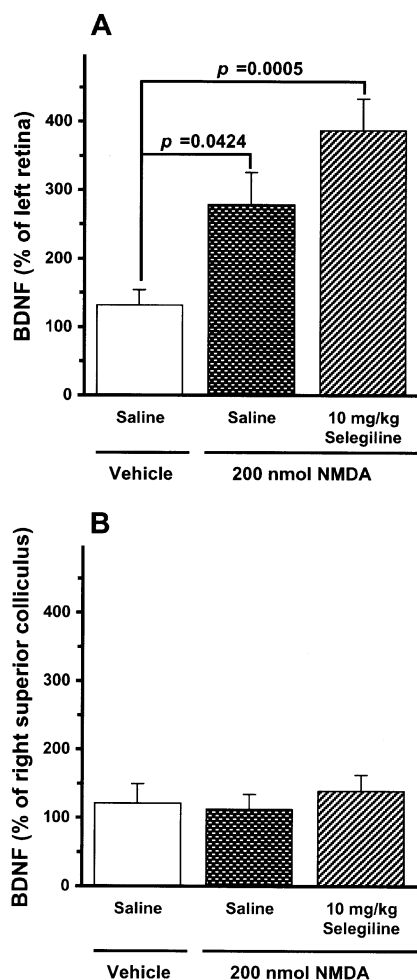 A
p =0.0005
p =0.0424
BDNF (% of left retina)
400
300
200
100
0
Saline
Saline
10 mg/kg
Selegiline
Vehicle
200 nmol NMDA
B
BDNF (% of right superior colliculus)
400
300
200
100
0
Saline
Saline
10 mg/kg
Selegiline
Vehicle
200 nmol NMDA